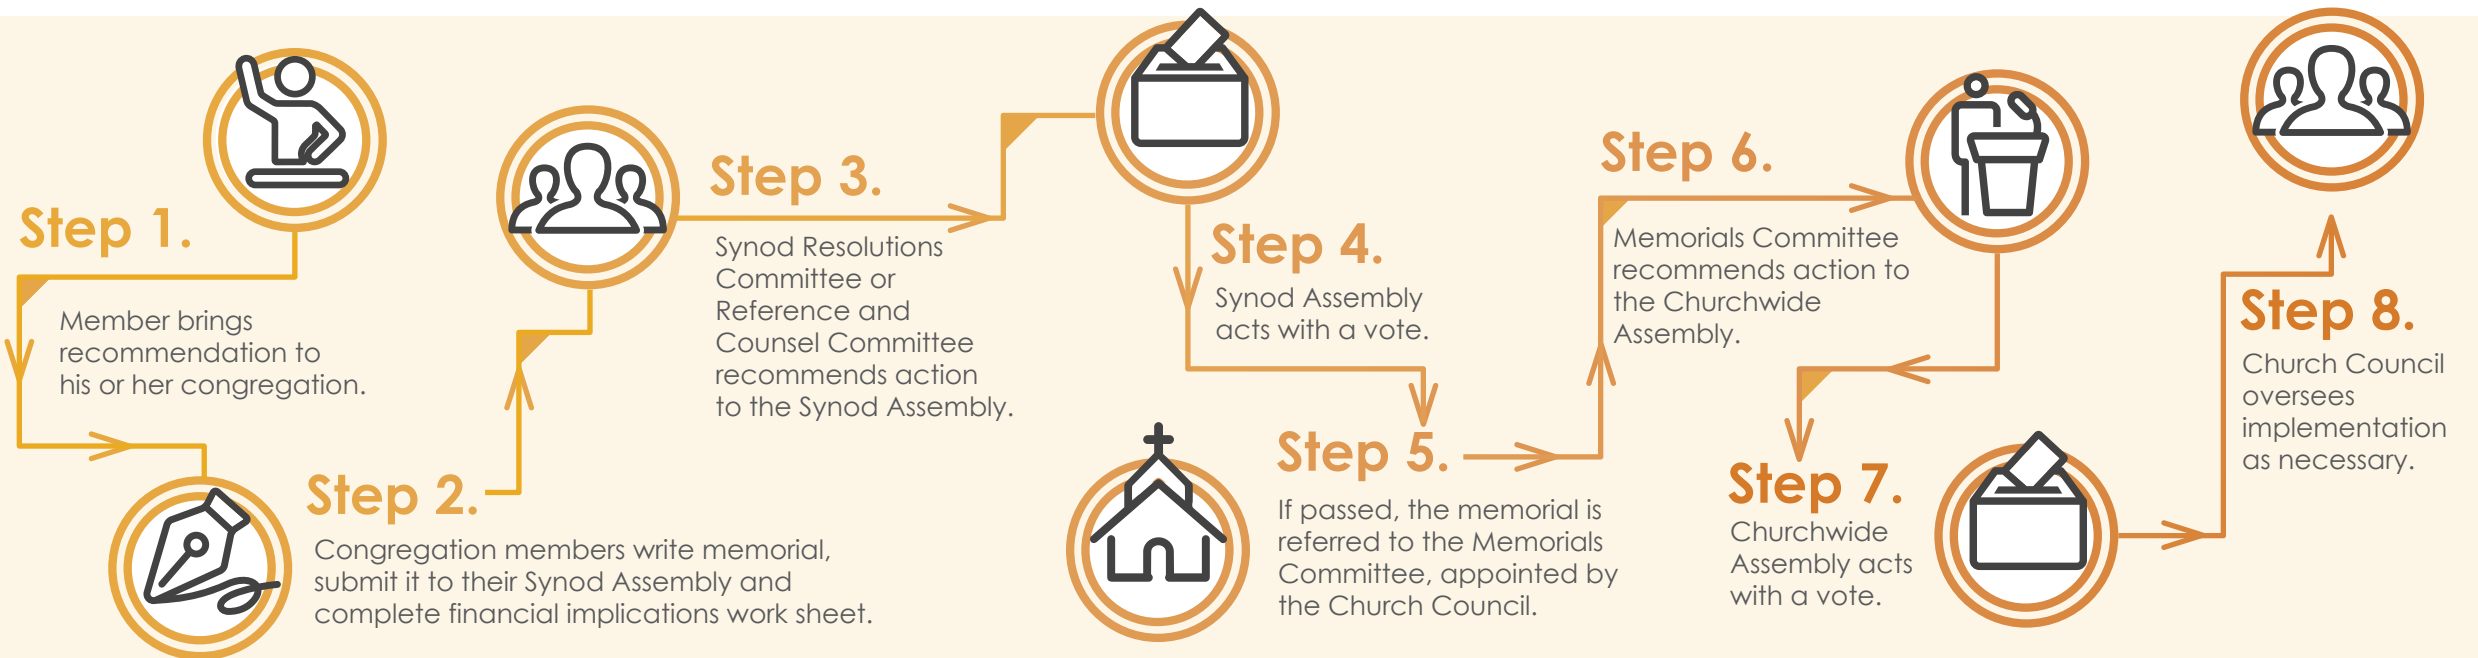 Step 1.
Member brings
recommendation to
his or her congregation.
Step 2.
Congregation members write memorial,
submit it to their Synod Assembly and
complete financial implications work sheet.
Step 3.
Synod Resolutions
Committee or
Reference and
Counsel Committee
recommends action
to the Synod Assembly.
Step 4.
Synod Assembly
acts with a vote.
Step 5.
If passed, the memorial is
referred to the Memorials
Committee, appointed by
the Church Council.
Step 6.
Memorials Committee
recommends action to
the Churchwide
Assembly.
Step 7.
Churchwide
Assembly acts
with a vote.
Step 8.
Church Council
oversees
implementation
as necessary.